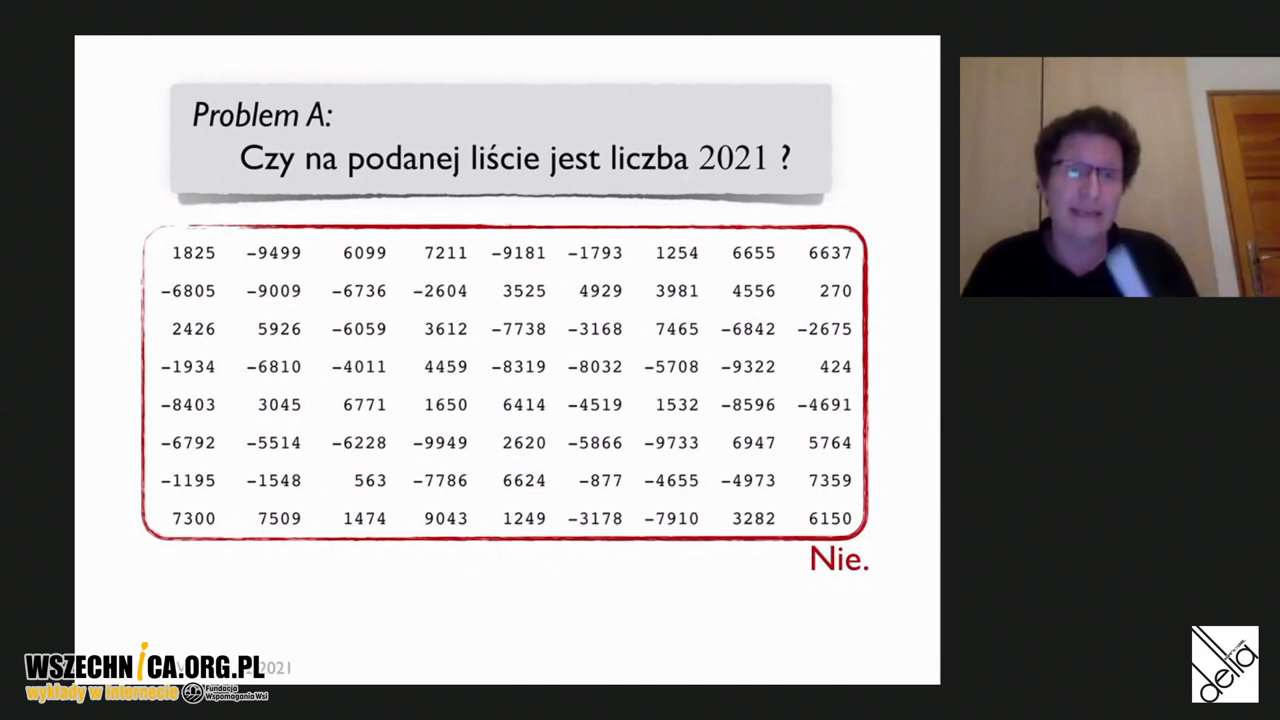 Problem A:
Czy na podanej liście jest liczba 2021 ?
1825 −9499 6099 7211 −9181 −1793 1254 6655 6637
−6805 −9009 −6736 −2604 3525 4929 3981 4556 270
2426 5926 −6059 3612 −7738 −3168 7465 −6842 −2675
−1934 −6810 −4011 4459 −8319 −8032 −5708 −9322 424
−8403 3045 6771 1650 6414 −4519 1532 −8596 −4691
−6792 −5514 −6228 −9949 2620 −5866 −9733 6947 5764
−1195 −1548 563 −7786 6624 −877 −4655 −4973 7359
7300 7509 1474 9043 1249 −3178 −7910 3282 6150
Nie.
WSZECHNiCA.ORG.PL 2021
wykłady w internecie Fundacja
Wspomagania Wsi
delta